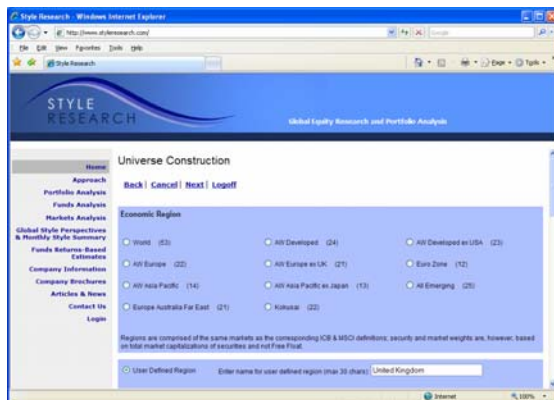 Style Research - Windows Internet Explorer
http://www.styleresearch.com/
Google
File Edit View Favorites Tools Help
Style Research
Page Tools
STYLE
RESEARCH
Global Equity Research and Portfolio Analysis
Home
Approach
Portfolio Analysis
Funds Analysis
Markets Analysis
Global Style Perspectives
& Monthly Style Summary
Funds Returns-Based
Estimates
Company Information
Company Brochures
Articles & News
Contact Us
Login
Universe Construction
Back | Cancel | Next | Logoff
Economic Region
World (53) AW Developed (24) AW Developed ex USA (23)
AW Europe (22) AW Europe ex UK (21) Euro Zone (12)
AW Asia Pacific (14) AW Asia Pacific ex Japan (13) All Emerging (25)
Europe Australia Far East (21) Kokusai (22)
Regions are comprised of the same markets as the corresponding ICB & MSCI definitions; security and market weights are, however, based
on total market capitalizations of securities and not Free Float.
User Defined Region Enter name for user defined region (max 30 chars) United Kingdom
Internet 100%